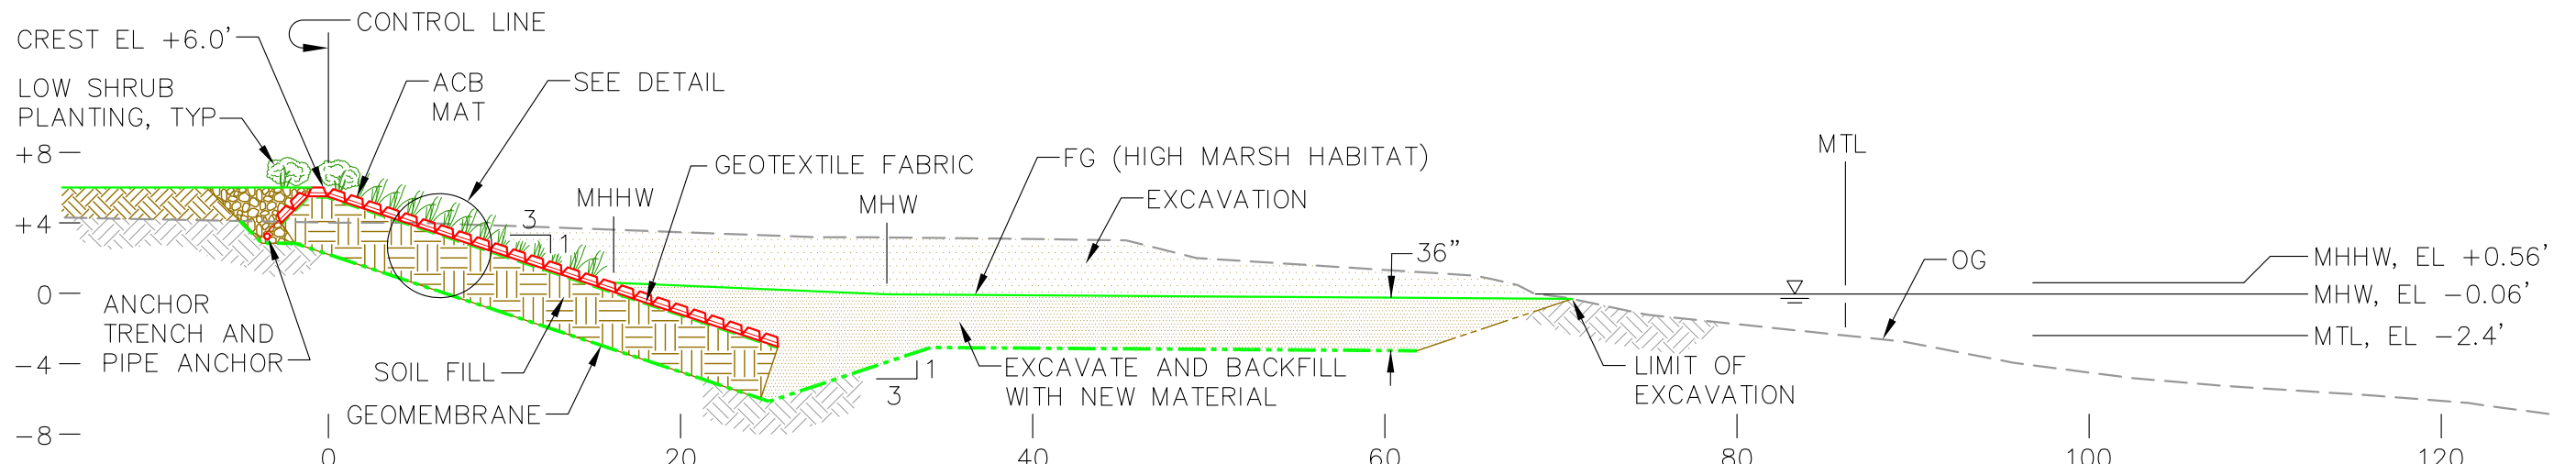 CONTROL LINE
CREST EL +6.0'
LOW SHRUB
PLANTING, TYP
ACB
MAT
SEE DETAIL
GEOTEXTILE FABRIC
FG (HIGH MARSH HABITAT)
EXCAVATION
MTL
MHHW
MHW
36"
OG
MHHW, EL +0.56'
MHW, EL -0.06'
MTL, EL -2.4'
+8
+4
0
-4
-8
3
1
ANCHOR
TRENCH AND
PIPE ANCHOR
SOIL FILL
GEOMEMBRANE
1
3
EXCAVATE AND BACKFILL
WITH NEW MATERIAL
LIMIT OF
EXCAVATION
0
20
40
60
80
100
120